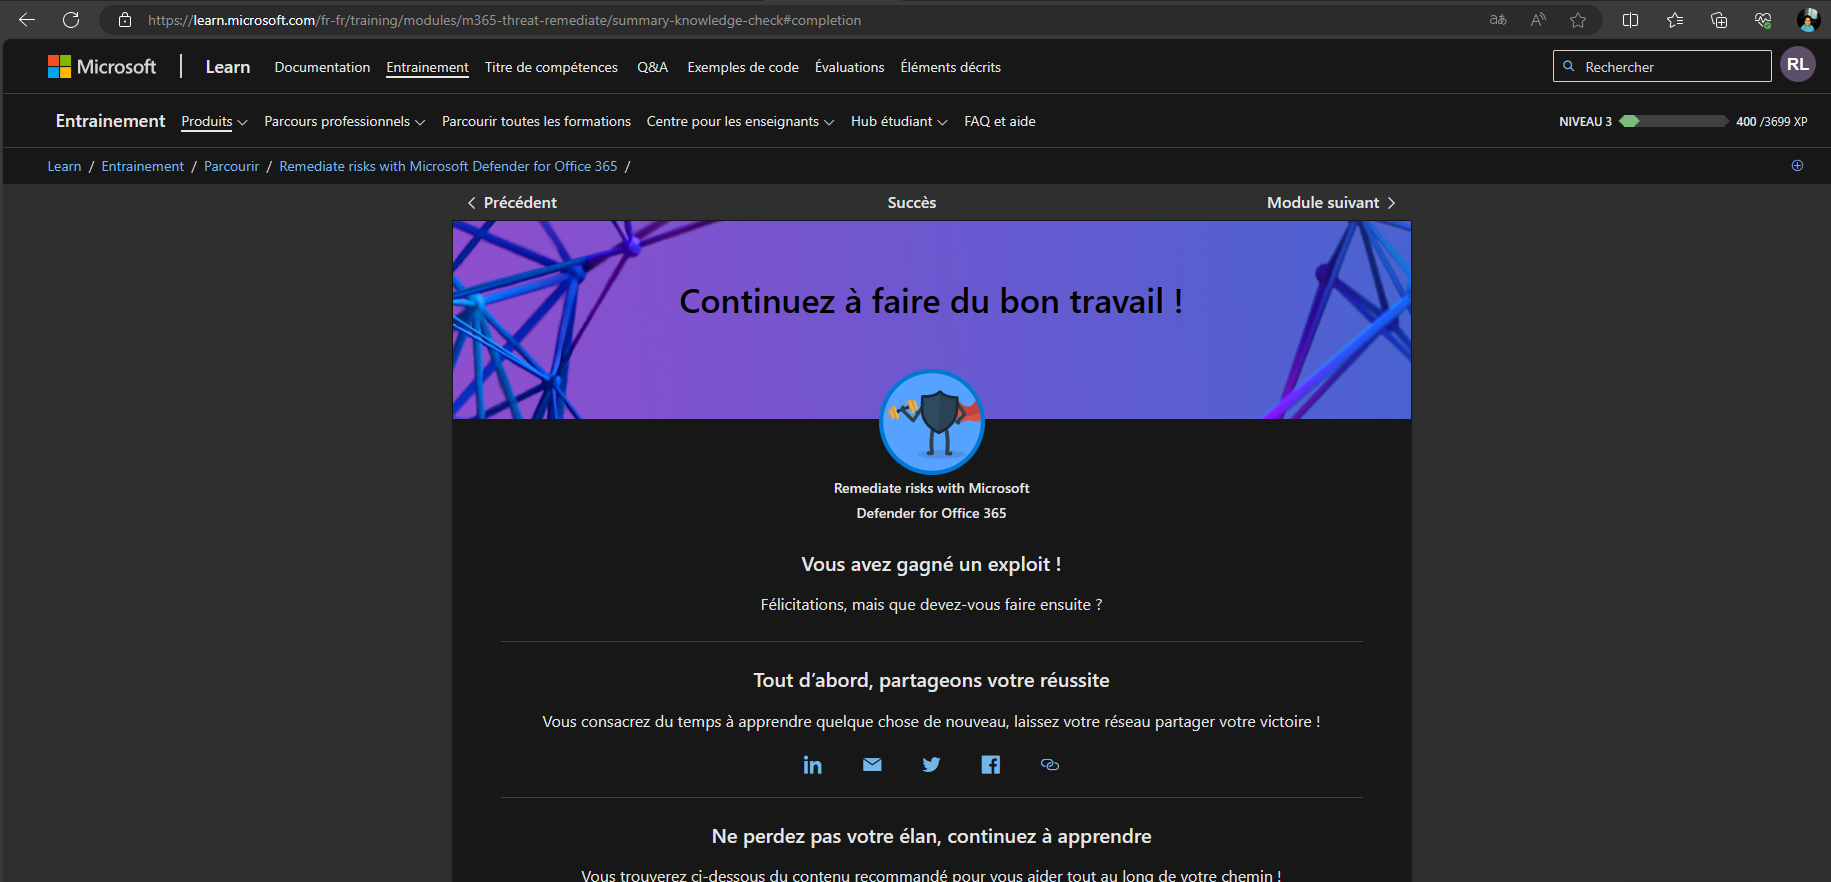 https://learn.microsoft.com/fr-fr/training/modules/m365-threat-remediate/summary-knowledge-check#completion
Microsoft Learn Documentation Entrainement Titre de compétences Q&A Exemples de code Évaluations Éléments décrits Rechercher RL
Entrainement Produits Parcours professionnels Parcourir toutes les formations Centre pour les enseignants Hub étudiant FAQ et aide NIVEAU 3 400 /3699 XP
Learn / Entrainement / Parcourir / Remediate risks with Microsoft Defender for Office 365 /
Précédent Succès Module suivant
Continuez à faire du bon travail !
Remediate risks with Microsoft
Defender for Office 365
Vous avez gagné un exploit !
Félicitations, mais que devez-vous faire ensuite ?
Tout d’abord, partageons votre réussite
Vous consacrez du temps à apprendre quelque chose de nouveau, laissez votre réseau partager votre victoire !
Ne perdez pas votre élan, continuez à apprendre
Vous trouverez ci-dessous du contenu recommandé pour vous aider tout au long de votre chemin !